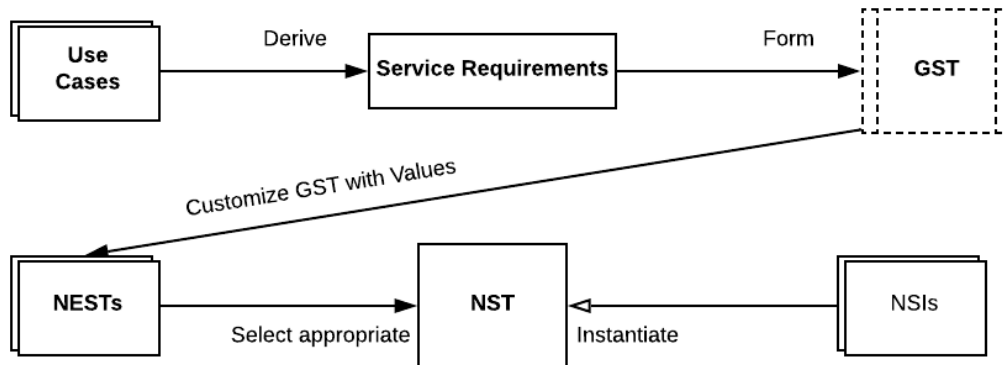 Use
Cases
Derive
Service Requirements
Form
GST
Customize GST with Values
NESTs
Select appropriate
NST
Instantiate
NSIs